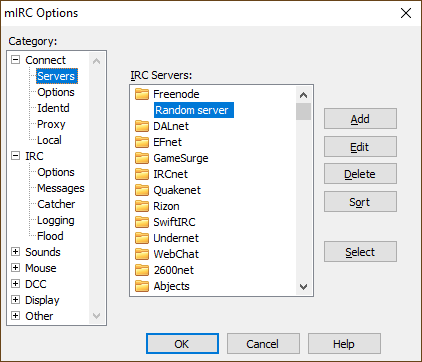 mIRC Options
Category:
Connect
Servers
Options
Identd
Proxy
Local
IRC
Options
Messages
Catcher
Logging
Flood
Sounds
Mouse
DCC
Display
Other
IRC Servers:
Freenode
Random server
DALnet
EFnet
GameSurge
IRCnet
Quakenet
Rizon
SwiftIRC
Undernet
WebChat
2600net
Abjects
Add
Edit
Delete
Sort
Select
OK
Cancel
Help